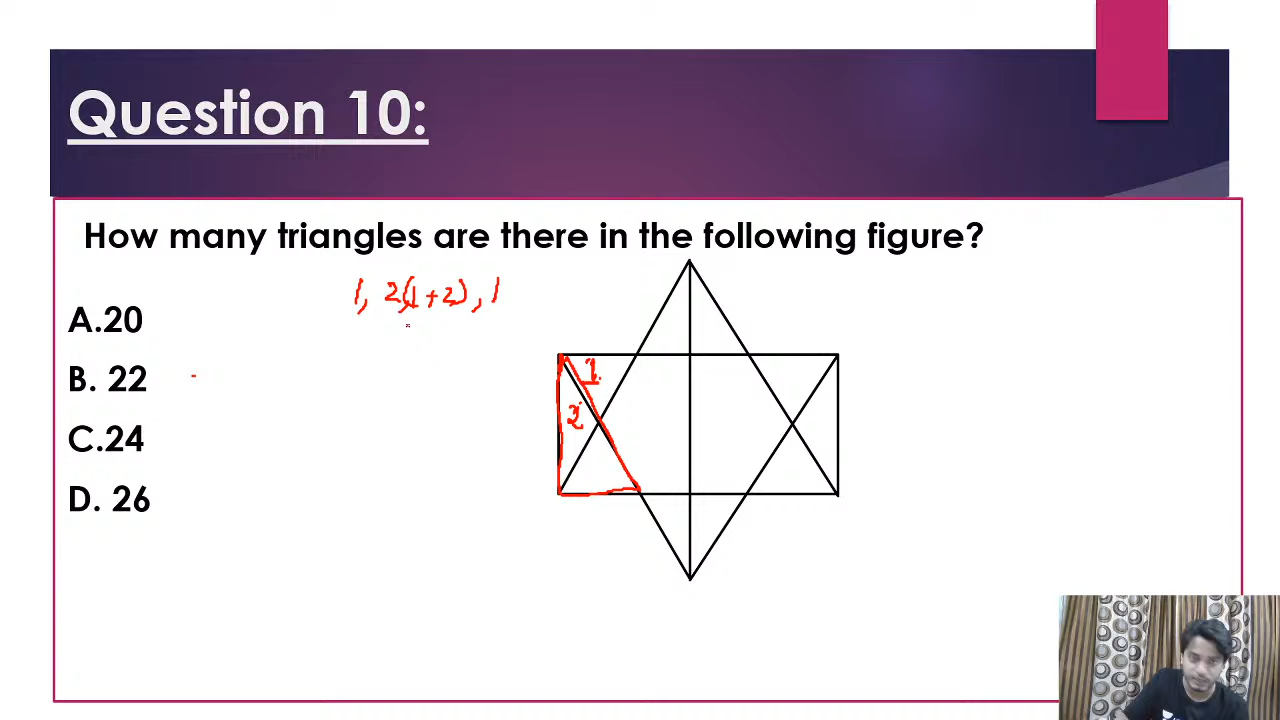 Question 10:
How many triangles are there in the following figure?
1, 2(1+2), 1
A.20
B. 22
C.24
D. 26
1
2